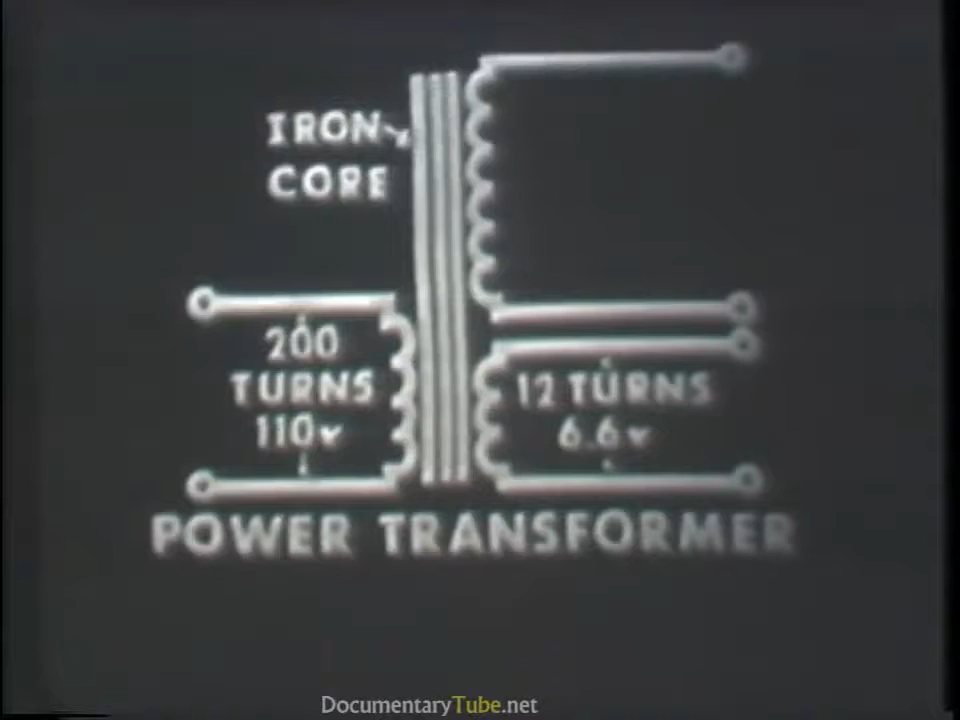 IRON
CORE
200
TURNS
110v
12 TURNS
6.6v
POWER TRANSFORMER
DocumentaryTube.net